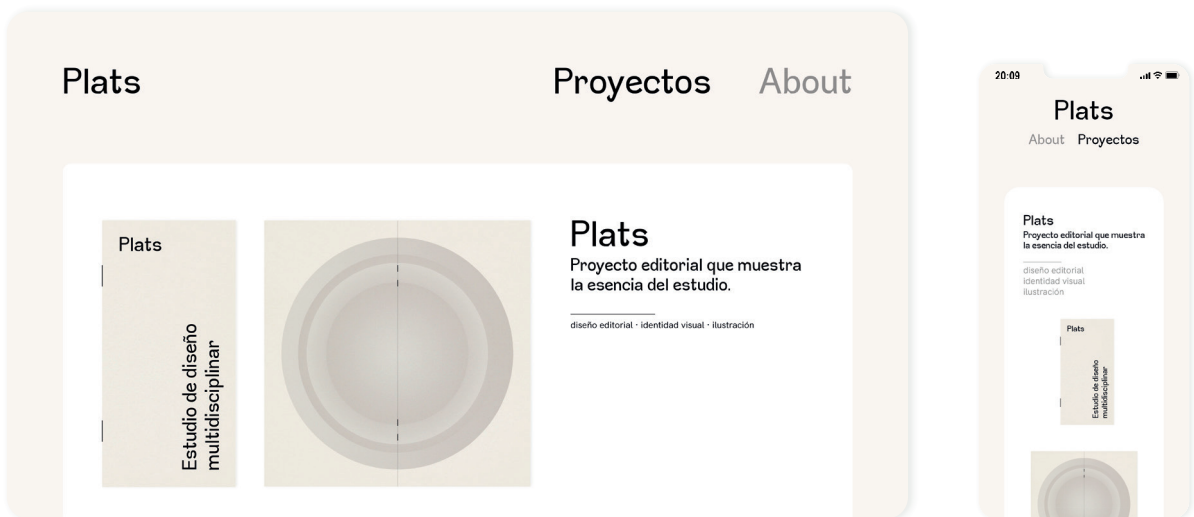 Plats
Proyectos
About
Plats
Estudio de diseño
multidisciplinar
Plats
Proyecto editorial que muestra
la esencia del estudio.
diseño editorial · identidad visual · ilustración
20:09
Plats
About Proyectos
Plats
Proyecto editorial que muestra
la esencia del estudio.
diseño editorial
identidad visual
ilustración
Plats
Estudio de diseño
multidisciplinar